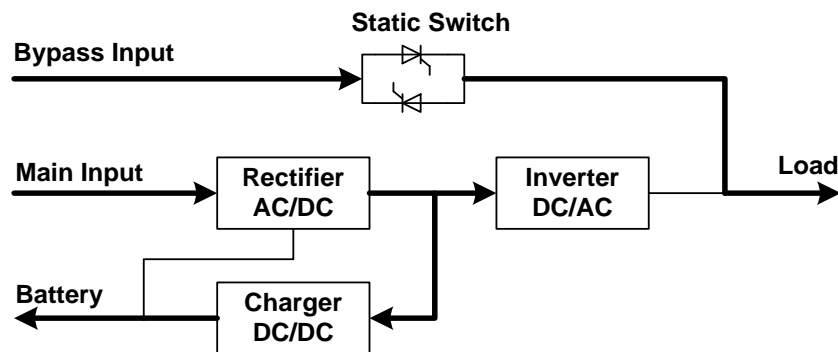 Static Switch
Bypass Input
Main Input
Rectifier
AC/DC
Inverter
DC/AC
Load
Battery
Charger
DC/DC